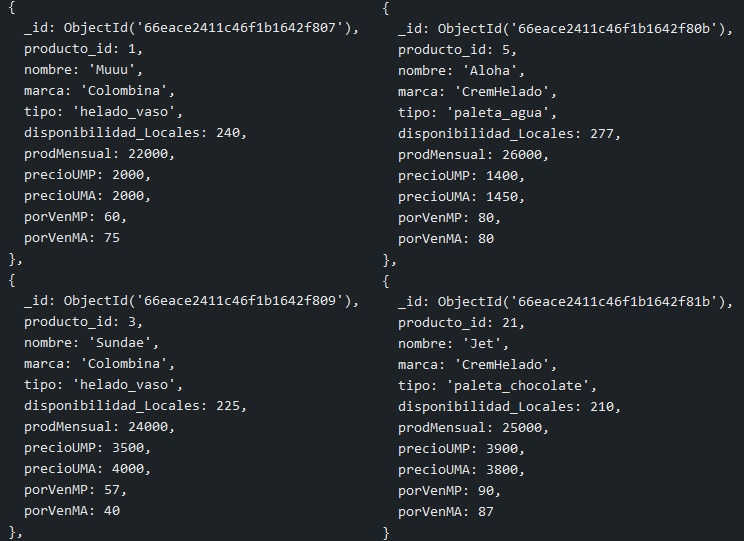 {
  _id: ObjectId('66eace2411c46f1b1642f807'),
  producto_id: 1,
  nombre: 'Muuu',
  marca: 'Colombina',
  tipo: 'helado_vaso',
  disponibilidad_Locales: 240,
  prodMensual: 22000,
  precioUMP: 2000,
  precioUMA: 2000,
  porVenMP: 60,
  porVenMA: 75
},
{
  _id: ObjectId('66eace2411c46f1b1642f809'),
  producto_id: 3,
  nombre: 'Sundae',
  marca: 'Colombina',
  tipo: 'helado_vaso',
  disponibilidad_Locales: 225,
  prodMensual: 24000,
  precioUMP: 3500,
  precioUMA: 4000,
  porVenMP: 57,
  porVenMA: 40
},
{
  _id: ObjectId('66eace2411c46f1b1642f80b'),
  producto_id: 5,
  nombre: 'Aloha',
  marca: 'CremHelado',
  tipo: 'paleta_agua',
  disponibilidad_Locales: 277,
  prodMensual: 26000,
  precioUMP: 1400,
  precioUMA: 1450,
  porVenMP: 80,
  porVenMA: 80
},
{
  _id: ObjectId('66eace2411c46f1b1642f81b'),
  producto_id: 21,
  nombre: 'Jet',
  marca: 'CremHelado',
  tipo: 'paleta_chocolate',
  disponibilidad_Locales: 210,
  prodMensual: 25000,
  precioUMP: 3900,
  precioUMA: 3800,
  porVenMP: 90,
  porVenMA: 87
}